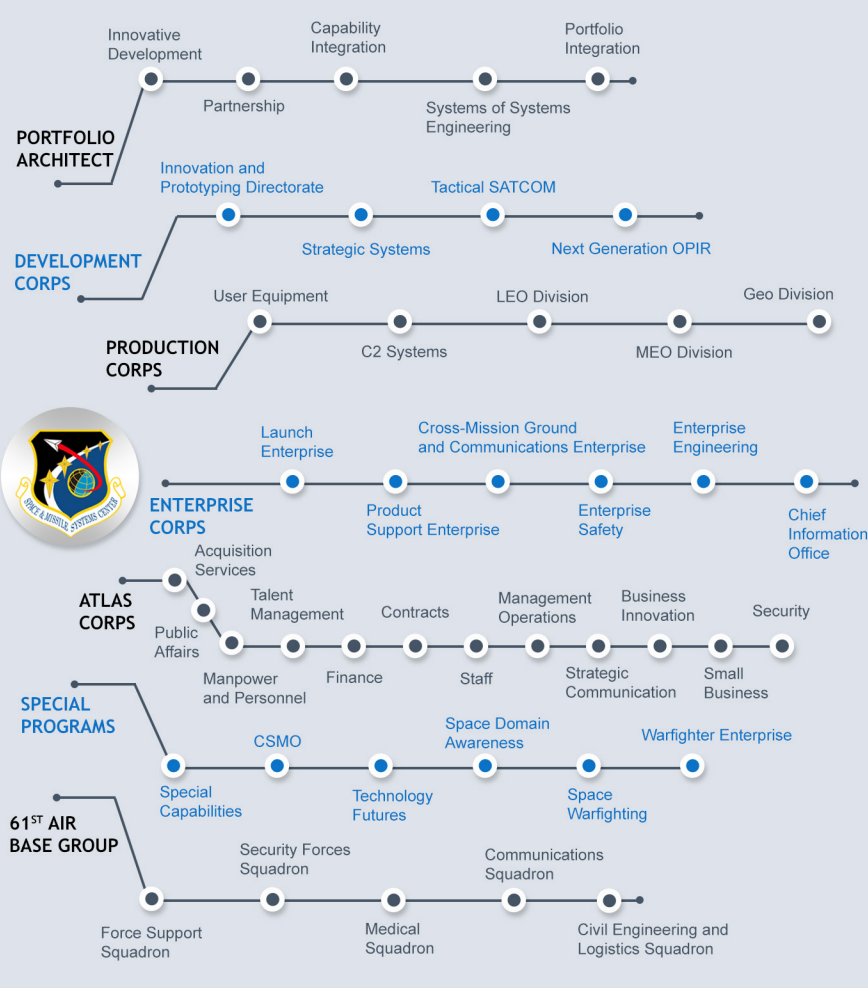 Innovative
Development
Partnership
Capability
Integration
Systems of Systems
Engineering
Portfolio
Integration
PORTFOLIO
ARCHITECT
Innovation and
Prototyping Directorate
Strategic Systems
Tactical SATCOM
Next Generation OPIR
DEVELOPMENT
CORPS
User Equipment
C2 Systems
LEO Division
MEO Division
Geo Division
PRODUCTION
CORPS
SPACE & MISSILE SYSTEMS CENTER
ENTERPRISE
CORPS
Launch
Enterprise
Product
Support Enterprise
Cross-Mission Ground
and Communications Enterprise
Enterprise
Safety
Enterprise
Engineering
Chief
Information
Office
ATLAS
CORPS
Acquisition
Services
Public
Affairs
Manpower
and Personnel
Talent
Management
Finance
Contracts
Staff
Management
Operations
Strategic
Communication
Business
Innovation
Small
Business
Security
SPECIAL
PROGRAMS
Special
Capabilities
CSMO
Technology
Futures
Space Domain
Awareness
Space
Warfighting
Warfighter Enterprise
61ST AIR
BASE GROUP
Force Support
Squadron
Security Forces
Squadron
Medical
Squadron
Communications
Squadron
Civil Engineering and
Logistics Squadron